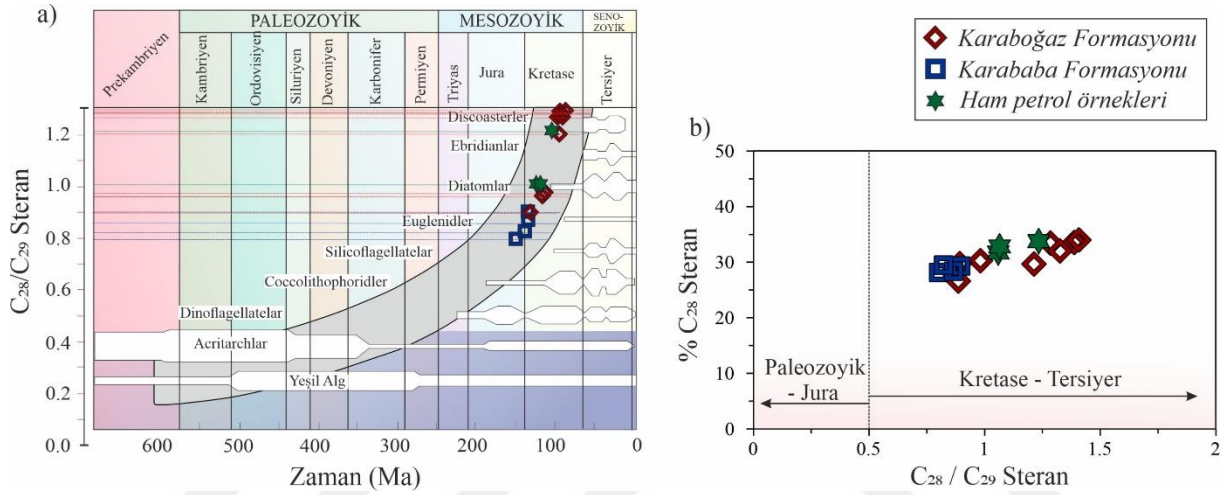 a)
PALEOZOYİK
MESOZOYİK
SENO-
ZOYİK
Prekambriyen
Kambriyen
Ordovisiyen
Siluriyen
Devoniyen
Karbonifer
Permiyen
Triyas
Jura
Kretase
Tersiyer
C₂₈/C₂₉ Steran
1.2
1.0
0.8
0.6
0.4
0.2
0.0
Discoasterler
Ebridianlar
Diatomlar
Euglenidler
Silicoflagellatelar
Coccolithophoridler
Dinoflagellatelar
Acritarchlar
Yeşil Alg
600
500
400
300
200
100
0
Zaman (Ma)
Karaboğaz Formasyonu
Karababa Formasyonu
Ham petrol örnekleri
b)
% C₂₈ Steran
50
40
30
20
10
5
0
Paleozoyik
- Jura
Kretase - Tersiyer
0
0.5
1
1.5
2
C₂₈ / C₂₉ Steran